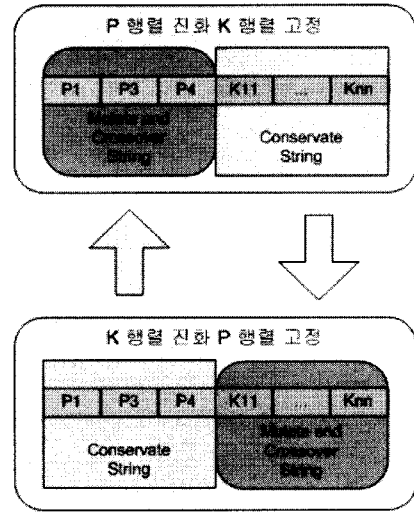 P 행렬 진화 K 행렬 고정
P1 P3 P4 K11 ... Knn
Mutate and
Crossover
String
Conservate
String
K 행렬 진화 P 행렬 고정
P1 P3 P4 K11 ... Knn
Conservate
String
Mutate and
Crossover
String